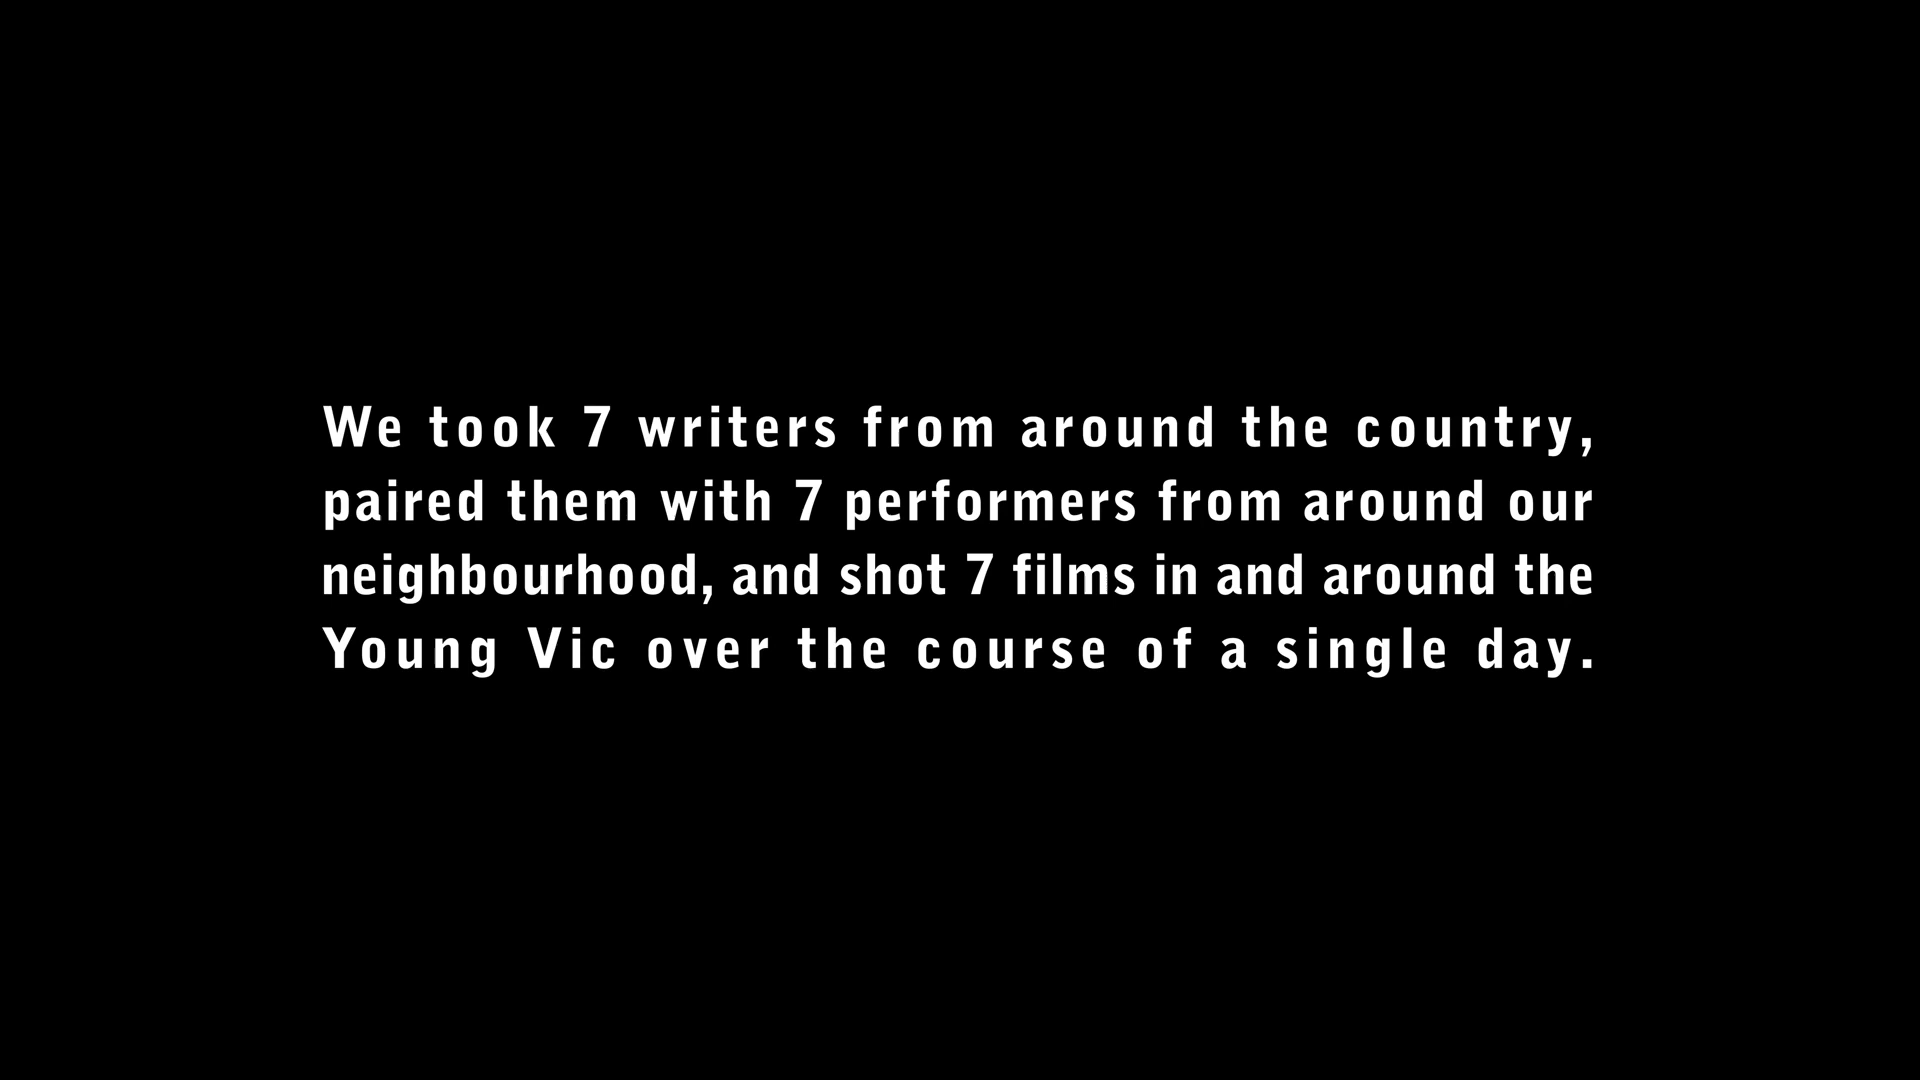 We took 7 writers from around the country,
paired them with 7 performers from around our
neighbourhood, and shot 7 films in and around the
Young Vic over the course of a single day.